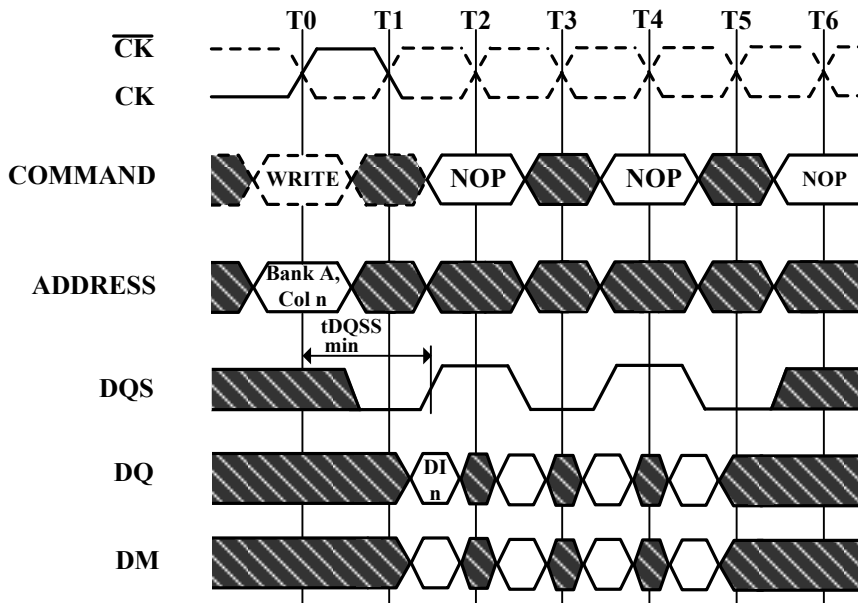 T0 T1 T2 T3 T4 T5 T6
CK
CK
COMMAND
WRITE NOP NOP NOP
ADDRESS
Bank A,
Col n
tDQSS
min
DQS
DQ
DI
n
DM